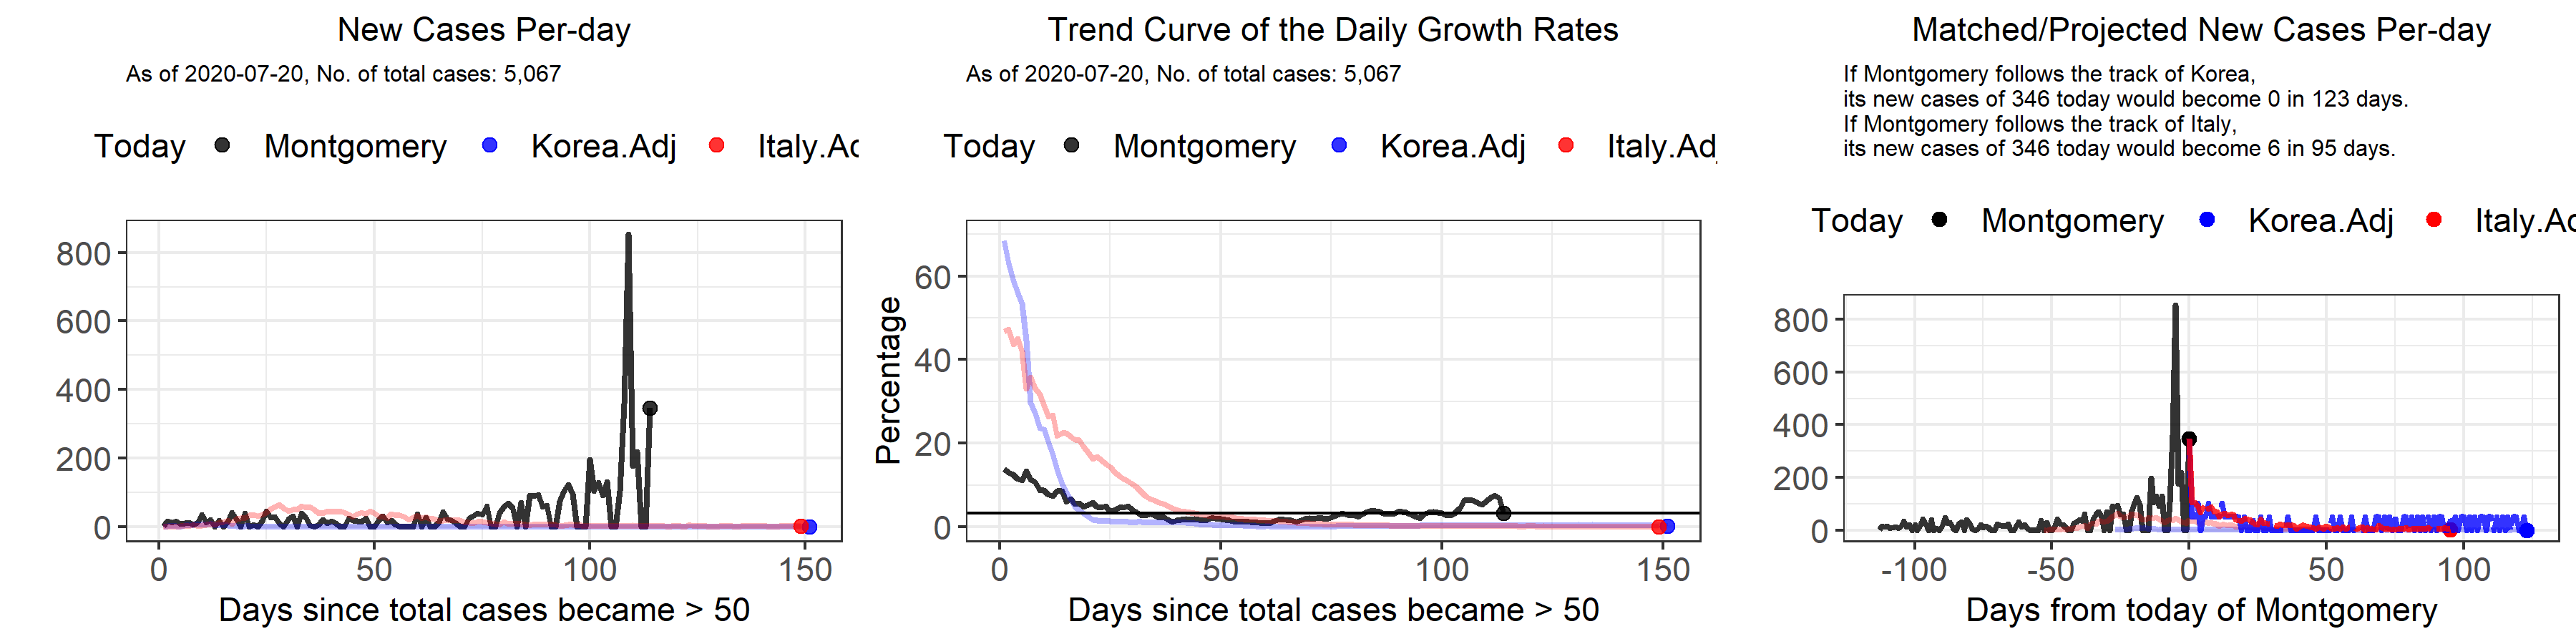 New Cases Per-day
As of 2020-07-20, No. of total cases: 5,067
Today Montgomery Korea.Adj Italy.Ac
800
600
400
200
0
0 50 100 150
Days since total cases became > 50
Trend Curve of the Daily Growth Rates
As of 2020-07-20, No. of total cases: 5,067
Today Montgomery Korea.Adj Italy.Adj
Percentage
60
40
20
0
0 50 100 150
Days since total cases became > 50
Matched/Projected New Cases Per-day
If Montgomery follows the track of Korea,
its new cases of 346 today would become 0 in 123 days.
If Montgomery follows the track of Italy,
its new cases of 346 today would become 6 in 95 days.
Today Montgomery Korea.Adj Italy.Ac
800
600
400
200
0
-100 -50 0 50 100
Days from today of Montgomery